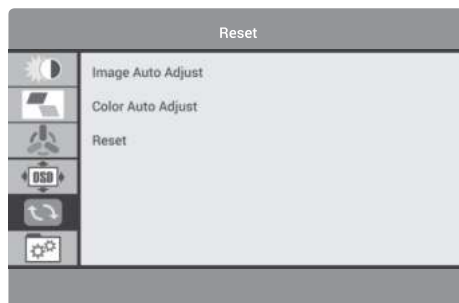 Reset
Image Auto Adjust
Color Auto Adjust
Reset
OSD